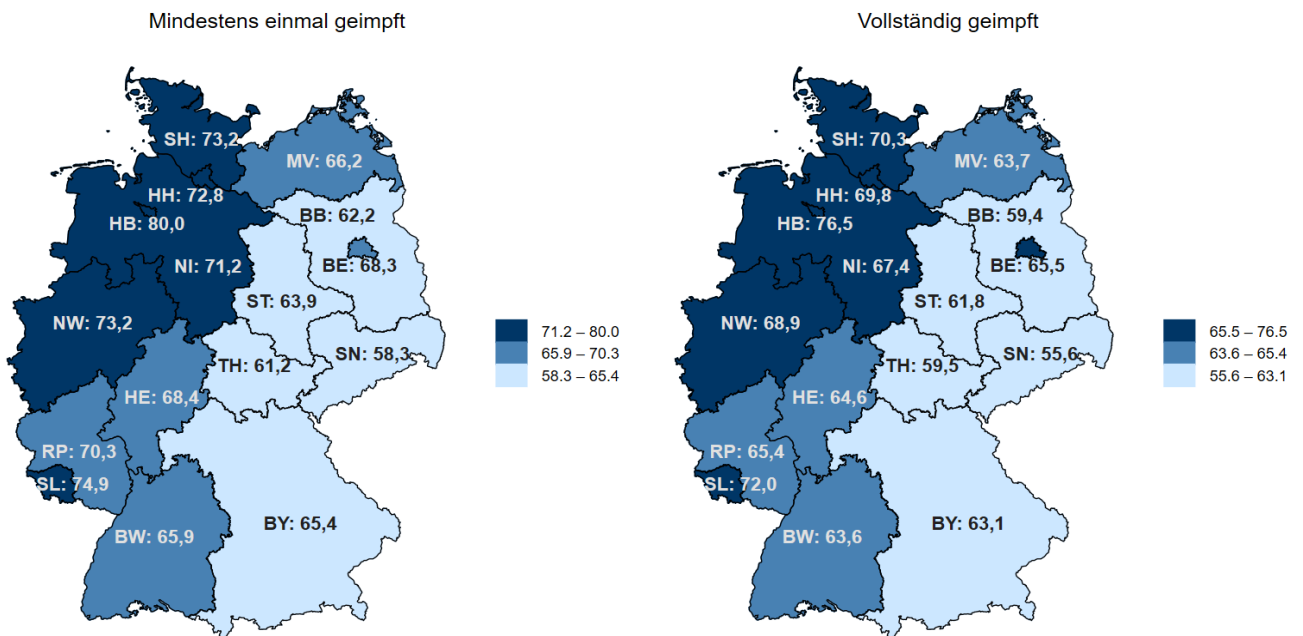 Mindestens einmal geimpft
SH: 73,2
MV: 66,2
HH: 72,8
BB: 62,2
HB: 80,0
NI: 71,2
BE: 68,3
ST: 63,9
NW: 73,2
SN: 58,3
TH: 61,2
HE: 68,4
RP: 70,3
SL: 74,9
BY: 65,4
BW: 65,9
71.2 – 80.0
65.9 – 70.3
58.3 – 65.4
Vollständig geimpft
SH: 70,3
MV: 63,7
HH: 69,8
BB: 59,4
HB: 76,5
NI: 67,4
BE: 65,5
ST: 61,8
NW: 68,9
SN: 55,6
TH: 59,5
HE: 64,6
RP: 65,4
SL: 72,0
BY: 63,1
BW: 63,6
65.5 – 76.5
63.6 – 65.4
55.6 – 63.1